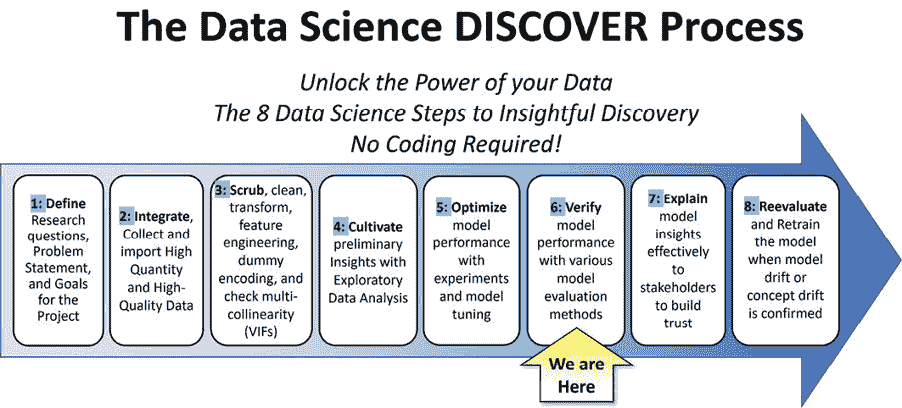 The Data Science DISCOVER Process
Unlock the Power of your Data
The 8 Data Science Steps to Insightful Discovery
No Coding Required!
1: Define
Research
questions,
Problem
Statement,
and Goals
for the
Project
2: Integrate,
Collect and
import High
Quantity
and High-
Quality Data
3: Scrub, clean,
transform,
feature
engineering,
dummy
encoding, and
check multi-
collinearity
(VIFs)
4: Cultivate
preliminary
Insights with
Exploratory
Data Analysis
5: Optimize
model
performance
with
experiments
and model
tuning
6: Verify
model
performance
with various
model
evaluation
methods
7: Explain
model
insights
effectively
to
stakeholders
to build
trust
8: Reevaluate
and Retrain
the model
when model
drift or
concept drift
is confirmed
We are
Here